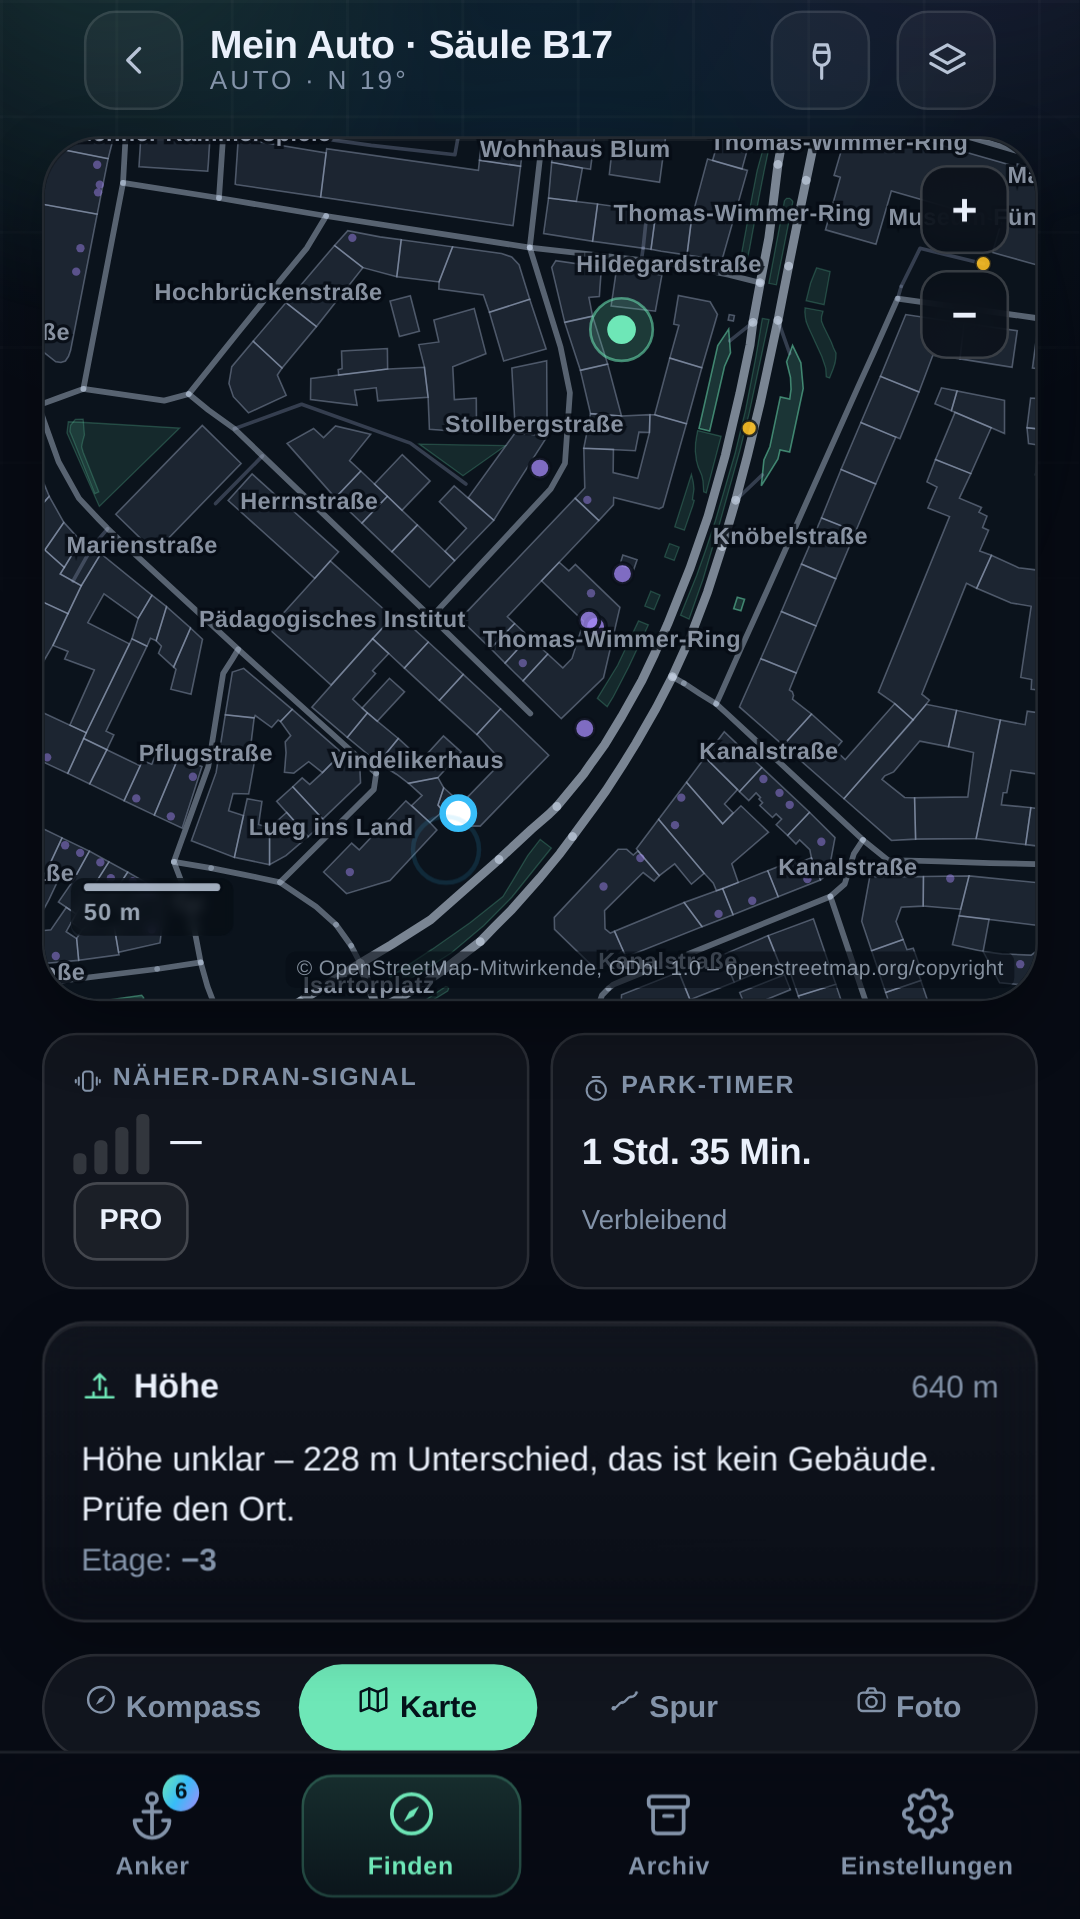 Mein Auto · Säule B17
AUTO · N 19°
Wohnhaus Blum
Thomas-Wimmer-Ring
Thomas-Wimmer-Ring
+
Hildegardstraße
Hochbrückenstraße
ße
−
Stollbergstraße
Herrnstraße
Marienstraße
Knöbelstraße
Pädagogisches Institut
Thomas-Wimmer-Ring
Pflugstraße
Vindelikerhaus
Kanalstraße
Lueg ins Land
ße
Kanalstraße
50 m
Kanalstraße
ße
© OpenStreetMap-Mitwirkende, ODbL 1.0 – openstreetmap.org/copyright
Isartorplatz
NÄHER-DRAN-SIGNAL
—
PRO
PARK-TIMER
1 Std. 35 Min.
Verbleibend
Höhe
640 m
Höhe unklar – 228 m Unterschied, das ist kein Gebäude.
Prüfe den Ort.
Etage: −3
Kompass
Karte
Spur
Foto
6
Anker
Finden
Archiv
Einstellungen